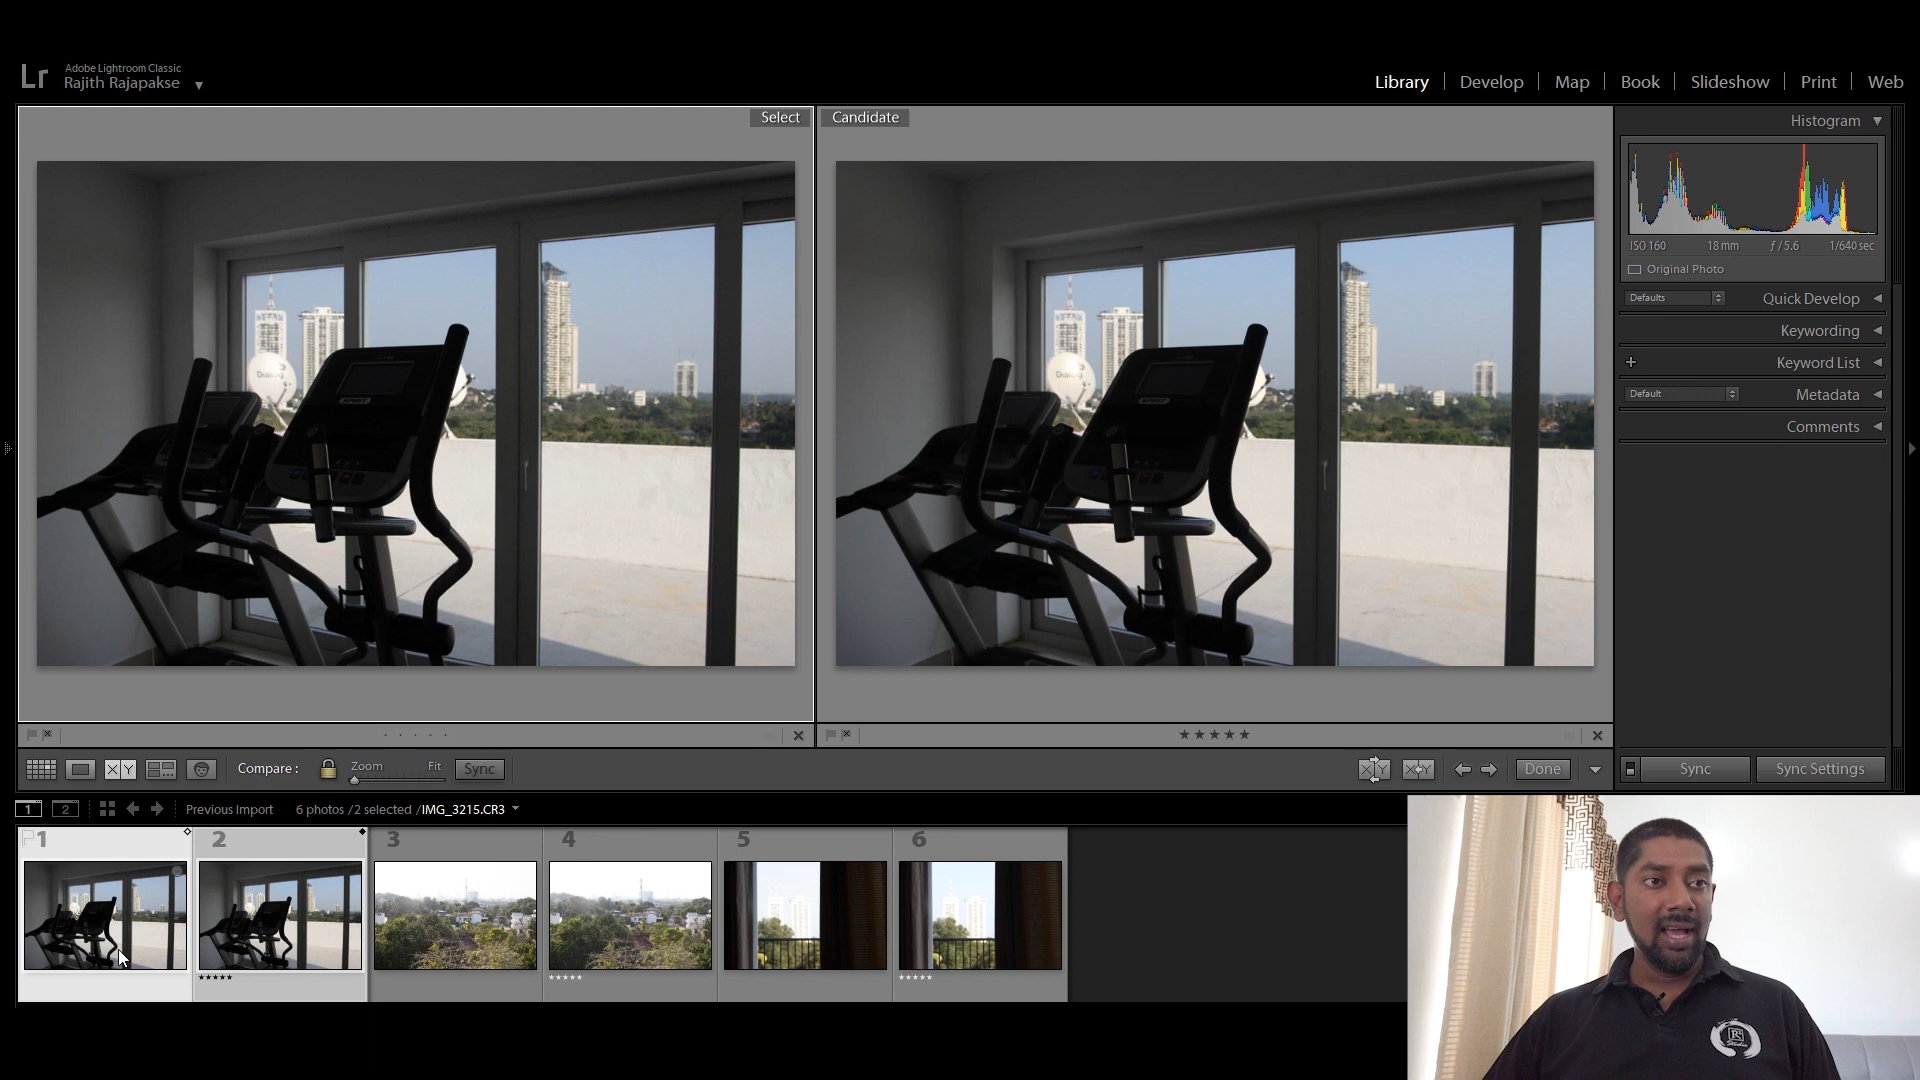 Lr
Adobe Lightroom Classic
Rajith Rajapakse
Library
Develop
Map
Book
Slideshow
Print
Web
Select
Candidate
Dialog
Dialog
Histogram
ISO 160
18 mm
ƒ / 5.6
1/640 sec
Original Photo
Defaults
Quick Develop
Keywording
Keyword List
Default
Metadata
Comments
X Y
Compare :
Zoom
Fit
Sync
Done
Sync
Sync Settings
1
2
Previous Import
6 photos /2 selected /IMG_3215.CR3
1
2
3
4
5
6